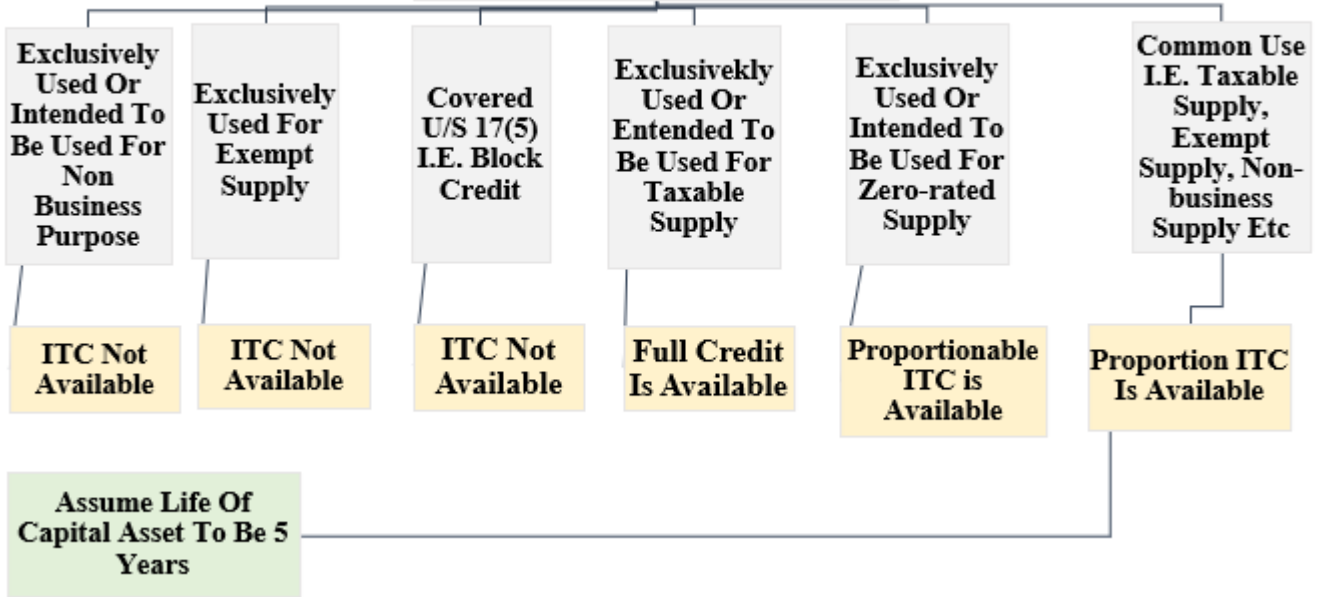 Exclusively
Used Or
Intended To
Be Used For
Non
Business
Purpose
Exclusively
Used For
Exempt
Supply
Covered
U/S 17(5)
I.E. Block
Credit
Exclusivekly
Used Or
Entended To
Be Used For
Taxable
Supply
Exclusively
Used Or
Intended To
Be Used For
Zero-rated
Supply
Common Use
I.E. Taxable
Supply,
Exempt
Supply, Non-
business
Supply Etc
ITC Not
Available
ITC Not
Available
ITC Not
Available
Full Credit
Is Available
Proportionable
ITC is
Available
Proportion ITC
Is Available
Assume Life Of
Capital Asset To Be 5
Years